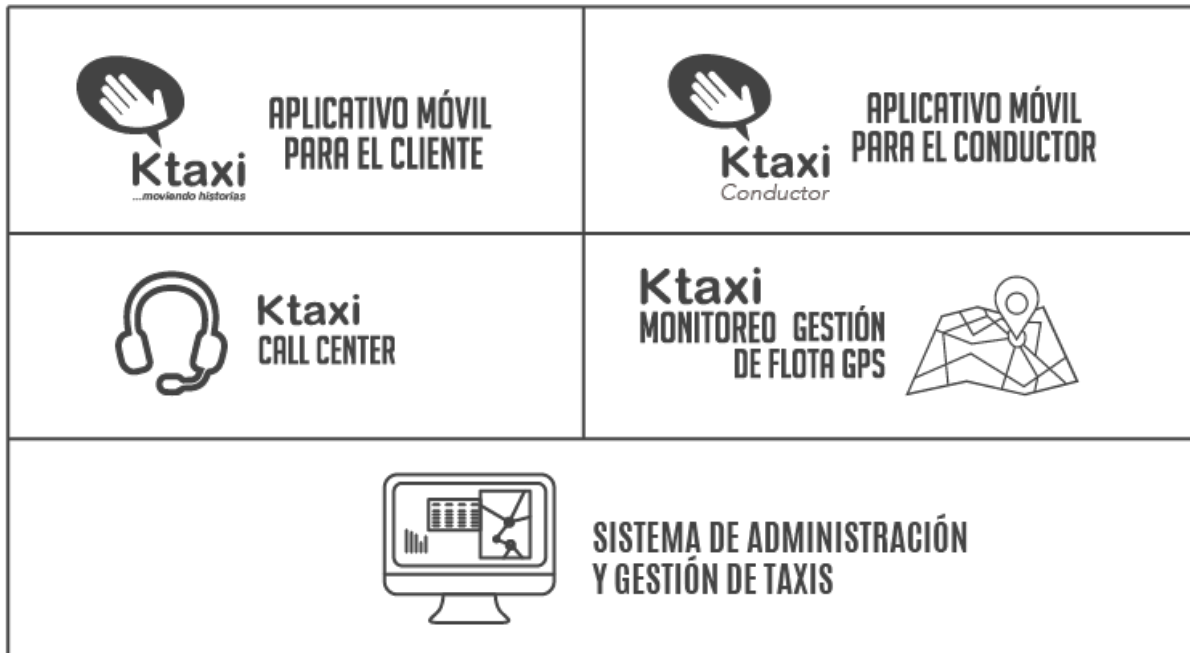 Ktaxi
...moviendo historias
APLICATIVO MÓVIL
PARA EL CLIENTE
Ktaxi
Conductor
APLICATIVO MÓVIL
PARA EL CONDUCTOR
Ktaxi
CALL CENTER
Ktaxi
MONITOREO GESTIÓN
DE FLOTA GPS
SISTEMA DE ADMINISTRACIÓN
Y GESTIÓN DE TAXIS